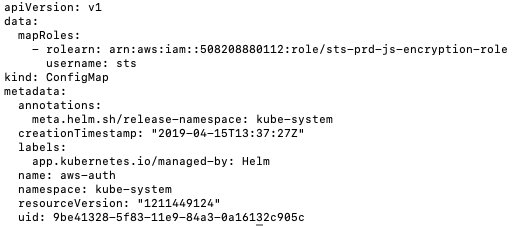 apiVersion: v1
data:
  mapRoles:
    - rolearn: arn:aws:iam::508208880112:role/sts-prd-js-encryption-role
      username: sts
kind: ConfigMap
metadata:
  annotations:
    meta.helm.sh/release-namespace: kube-system
  creationTimestamp: "2019-04-15T13:37:27Z"
  labels:
    app.kubernetes.io/managed-by: Helm
  name: aws-auth
  namespace: kube-system
  resourceVersion: "1211449124"
  uid: 9be41328-5f83-11e9-84a3-0a16132c905c